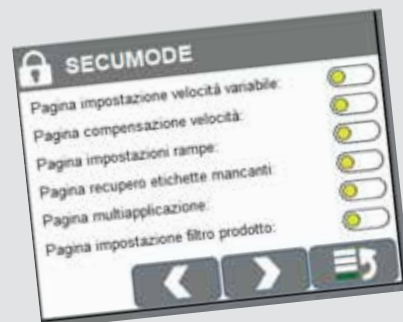 SECUMODE
Pagina impostazione velocità variabile:
Pagina compensazione velocità:
Pagina impostazioni rampe:
Pagina recupero etichette mancanti:
Pagina multiapplicazione:
Pagina impostazione filtro prodotto: